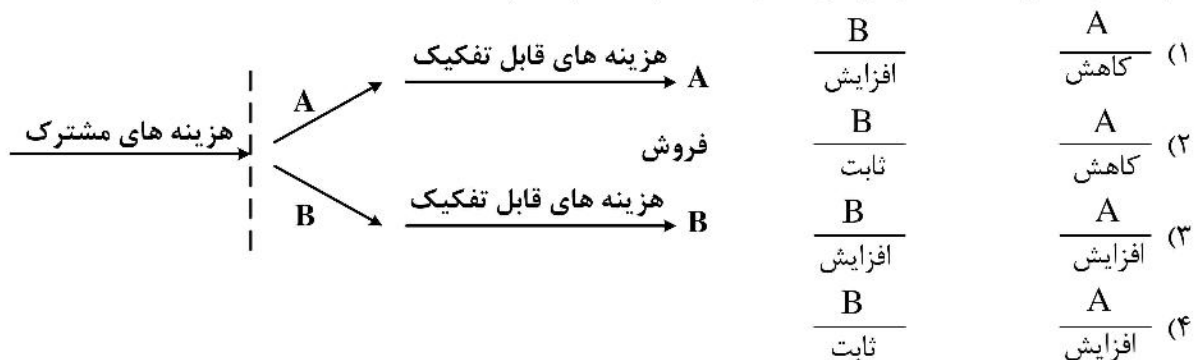 هزینه های مشترک
A
B
هزینه های قابل تفکیک
A
فروش
هزینه های قابل تفکیک
B
۱) A کاهش B افزایش
۲) A کاهش B ثابت
۳) A افزایش B افزایش
۴) A افزایش B ثابت